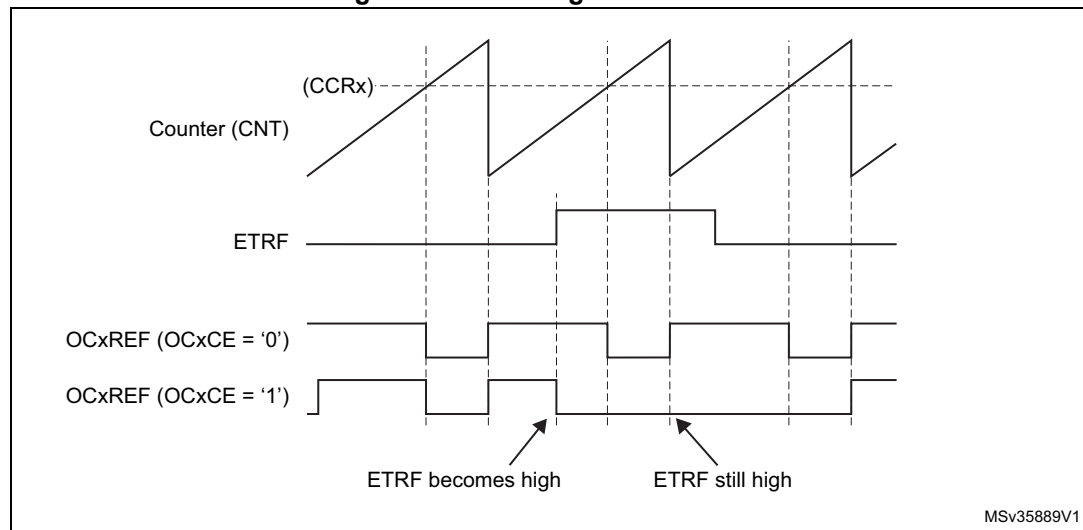 (CCRx)
Counter (CNT)
ETRF
OCxREF (OCxCE = ‘0’)
OCxREF (OCxCE = ‘1’)
ETRF becomes high
ETRF still high
MSv35889V1